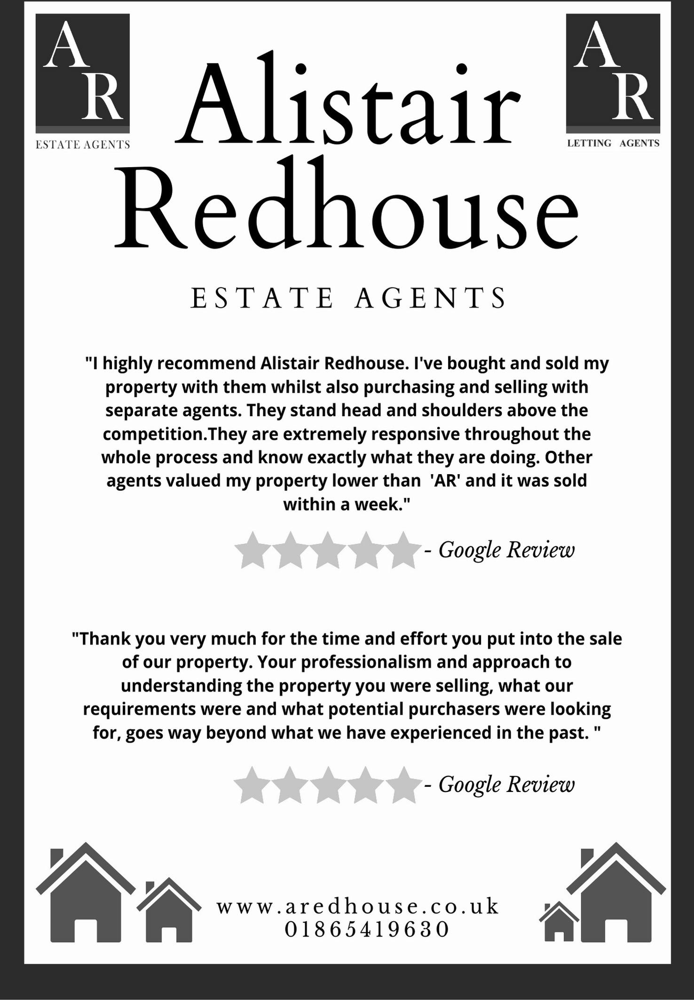 A
R
ESTATE AGENTS
A
R
LETTING AGENTS
Alistair
Redhouse
ESTATE AGENTS
"I highly recommend Alistair Redhouse. I've bought and sold my
property with them whilst also purchasing and selling with
separate agents. They stand head and shoulders above the
competition.They are extremely responsive throughout the
whole process and know exactly what they are doing. Other
agents valued my property lower than  'AR' and it was sold
within a week."
- Google Review
"Thank you very much for the time and effort you put into the sale
of our property. Your professionalism and approach to
understanding the property you were selling, what our
requirements were and what potential purchasers were looking
for, goes way beyond what we have experienced in the past. "
- Google Review
www.aredhouse.co.uk
01865419630